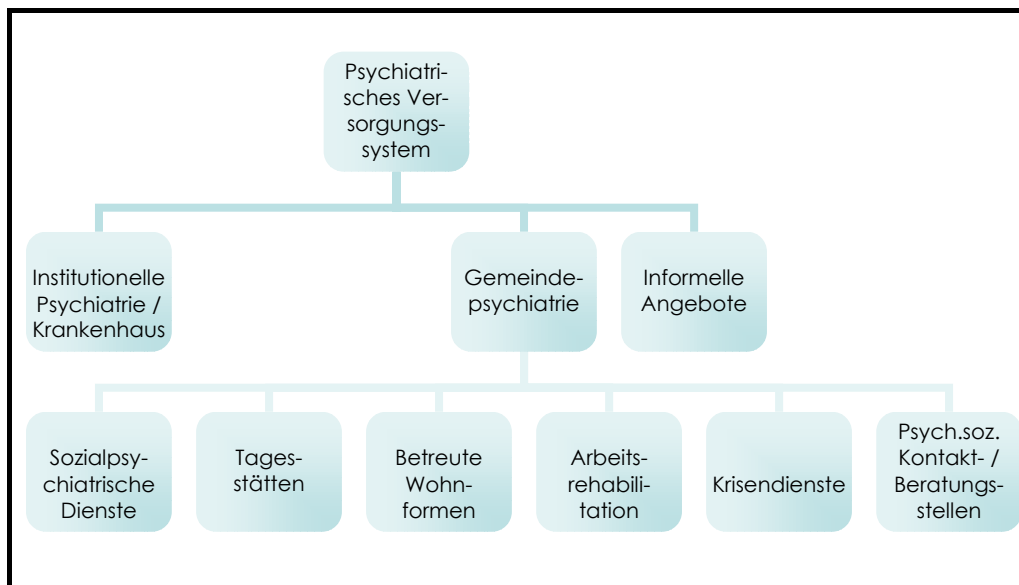 Psychiatri-
sches Ver-
sorgungs-
system
Institutionelle
Psychiatrie /
Krankenhaus
Gemeinde-
psychiatrie
Informelle
Angebote
Sozialpsy-
chiatrische
Dienste
Tages-
stätten
Betreute
Wohn-
formen
Arbeits-
rehabili-
tation
Krisendienste
Psych.soz.
Kontakt- /
Beratungs-
stellen